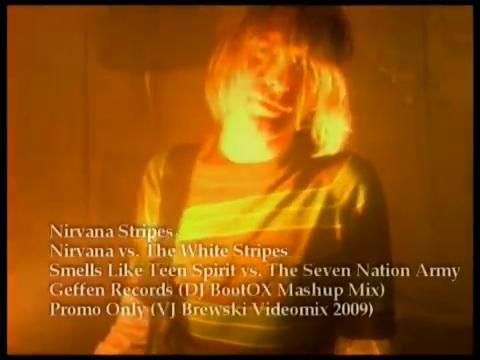 Nirvana Stripes
Nirvana vs. The White Stripes
Smells Like Teen Spirit vs. The Seven Nation Army
Geffen Records (DJ BootOX Mashup Mix)
Promo Only (VJ Brewski Videomix 2009)